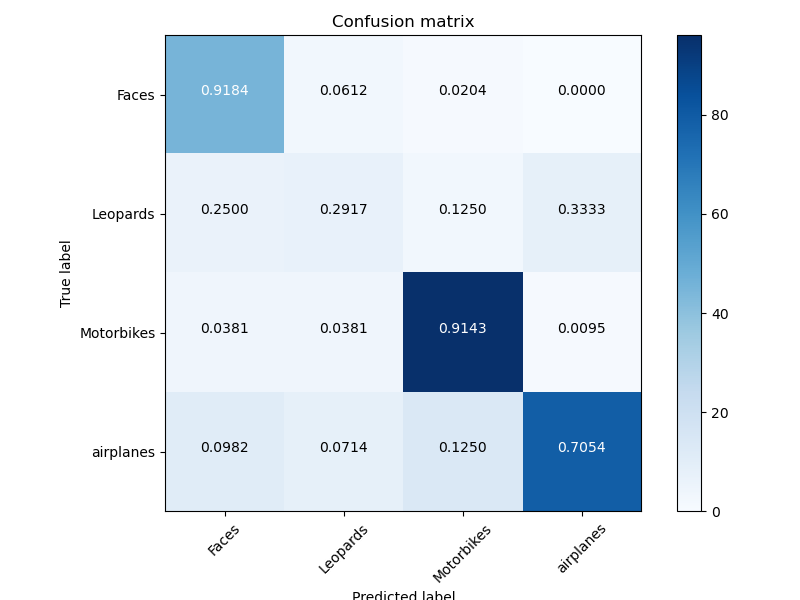 Confusion matrix
Faces 0.9184 0.0612 0.0204 0.0000
Leopards 0.2500 0.2917 0.1250 0.3333
Motorbikes 0.0381 0.0381 0.9143 0.0095
airplanes 0.0982 0.0714 0.1250 0.7054
Faces Leopards Motorbikes airplanes
True label
Predicted label
80
60
40
20
0